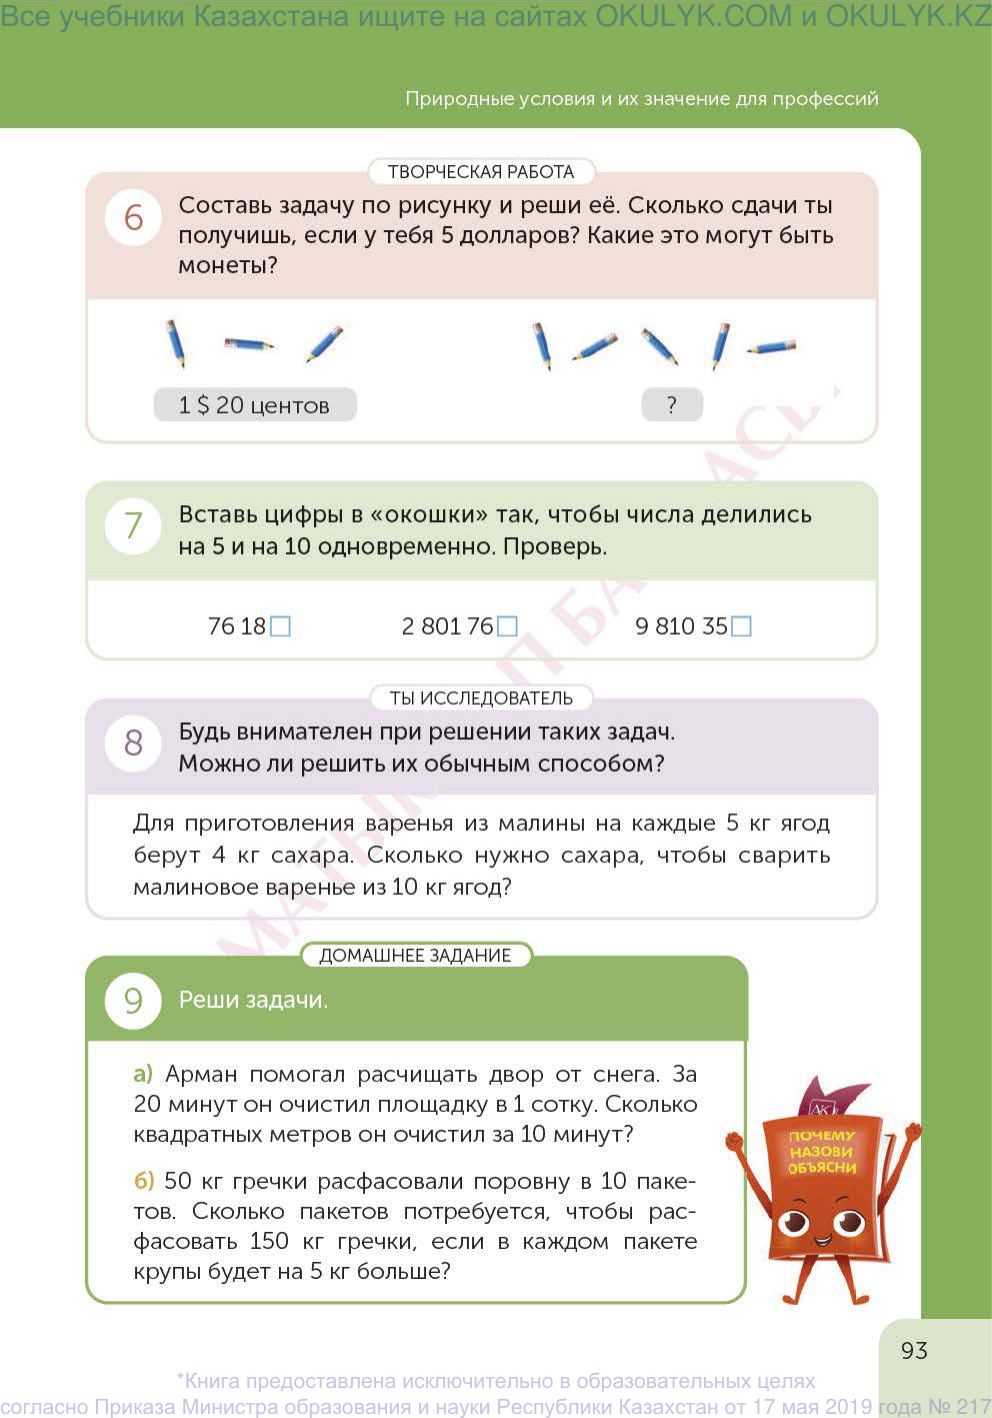 Все учебники Казахстана ищите на сайтах OKULYK.COM и OKULYK.KZ
Природные условия и их значение для профессий
ТВОРЧЕСКАЯ РАБОТА
6
Составь задачу по рисунку и реши её. Сколько сдачи ты
получишь, если у тебя 5 долларов? Какие это могут быть
монеты?
1 $ 20 центов
?
7
Вставь цифры в «окошки» так, чтобы числа делились
на 5 и на 10 одновременно. Проверь.
76 18
2 801 76
9 810 35
ТЫ ИССЛЕДОВАТЕЛЬ
8
Будь внимателен при решении таких задач.
Можно ли решить их обычным способом?
Для приготовления варенья из малины на каждые 5 кг ягод
берут 4 кг сахара. Сколько нужно сахара, чтобы сварить
малиновое варенье из 10 кг ягод?
ДОМАШНЕЕ ЗАДАНИЕ
9
Реши задачи.
а) Арман помогал расчищать двор от снега. За
20 минут он очистил площадку в 1 сотку. Сколько
квадратных метров он очистил за 10 минут?
б) 50 кг гречки расфасовали поровну в 10 паке-
тов. Сколько пакетов потребуется, чтобы рас-
фасовать 150 кг гречки, если в каждом пакете
крупы будет на 5 кг больше?
ПОЧЕМУ
НАЗОВИ
ОБЪЯСНИ
93
*Книга предоставлена исключительно в образовательных целях
согласно Приказа Министра образования и науки Республики Казахстан от 17 мая 2019 года № 217